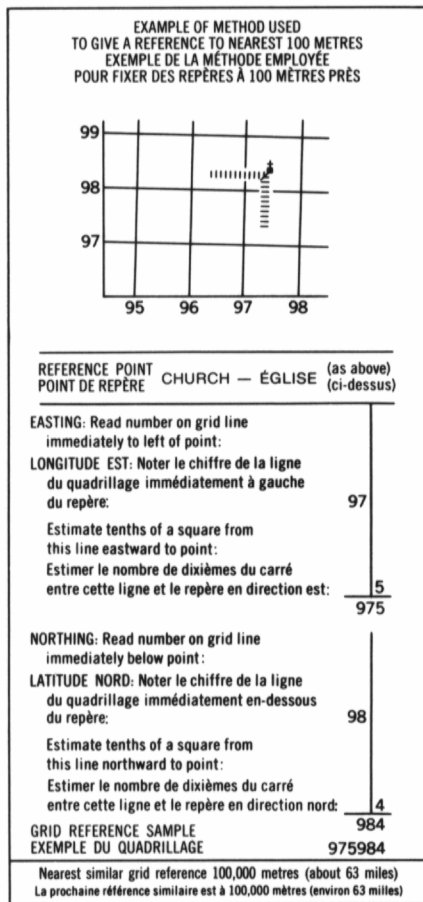 EXAMPLE OF METHOD USED
TO GIVE A REFERENCE TO NEAREST 100 METRES
EXEMPLE DE LA MÉTHODE EMPLOYÉE
POUR FIXER DES REPÈRES À 100 MÈTRES PRÈS
99
98
97
95 96 97 98
REFERENCE POINT
POINT DE REPÈRE CHURCH — ÉGLISE (as above)
(ci-dessus)
EASTING: Read number on grid line
immediately to left of point:
LONGITUDE EST: Noter le chiffre de la ligne
du quadrillage immédiatement à gauche
du repère: 97
Estimate tenths of a square from
this line eastward to point:
Estimer le nombre de dixièmes du carré
entre cette ligne et le repère en direction est: 5
975
NORTHING: Read number on grid line
immediately below point:
LATITUDE NORD: Noter le chiffre de la ligne
du quadrillage immédiatement en-dessous
du repère: 98
Estimate tenths of a square from
this line northward to point:
Estimer le nombre de dixièmes du carré
entre cette ligne et le repère en direction nord: 4
984
GRID REFERENCE SAMPLE
EXEMPLE DU QUADRILLAGE 975984
Nearest similar grid reference 100,000 metres (about 63 miles)
La prochaine référence similaire est à 100,000 mètres (environ 63 milles)